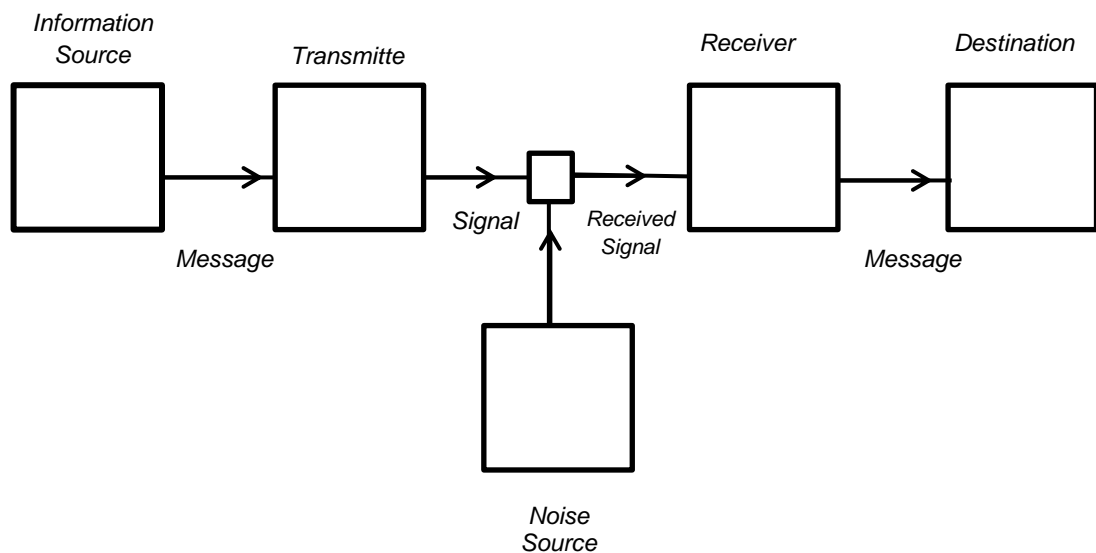 Information
Source
Transmitte
Receiver
Destination
Signal
Received
Signal
Message
Message
Noise
Source